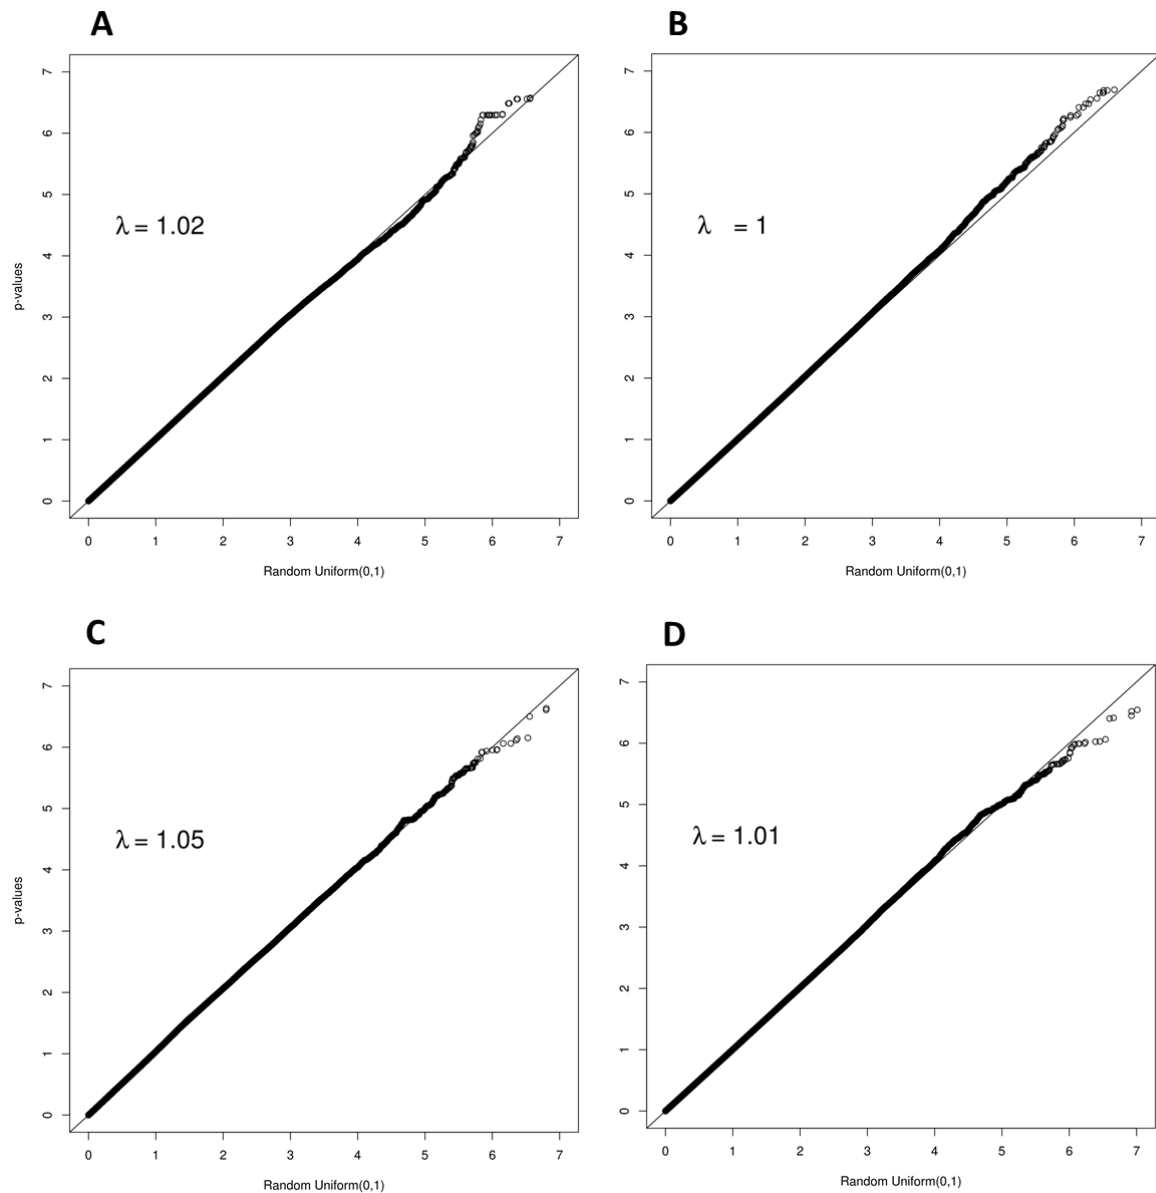 A
7
6
5
4
3
2
1
0
p-values
λ = 1.02
0 1 2 3 4 5 6 7
Random Uniform(0,1)
B
7
6
5
4
3
2
1
0
λ = 1
0 1 2 3 4 5 6 7
Random Uniform(0,1)
C
7
6
5
4
3
2
1
0
p-values
λ = 1.05
0 1 2 3 4 5 6 7
Random Uniform(0,1)
D
7
6
5
4
3
2
1
0
λ = 1.01
0 1 2 3 4 5 6 7
Random Uniform(0,1)